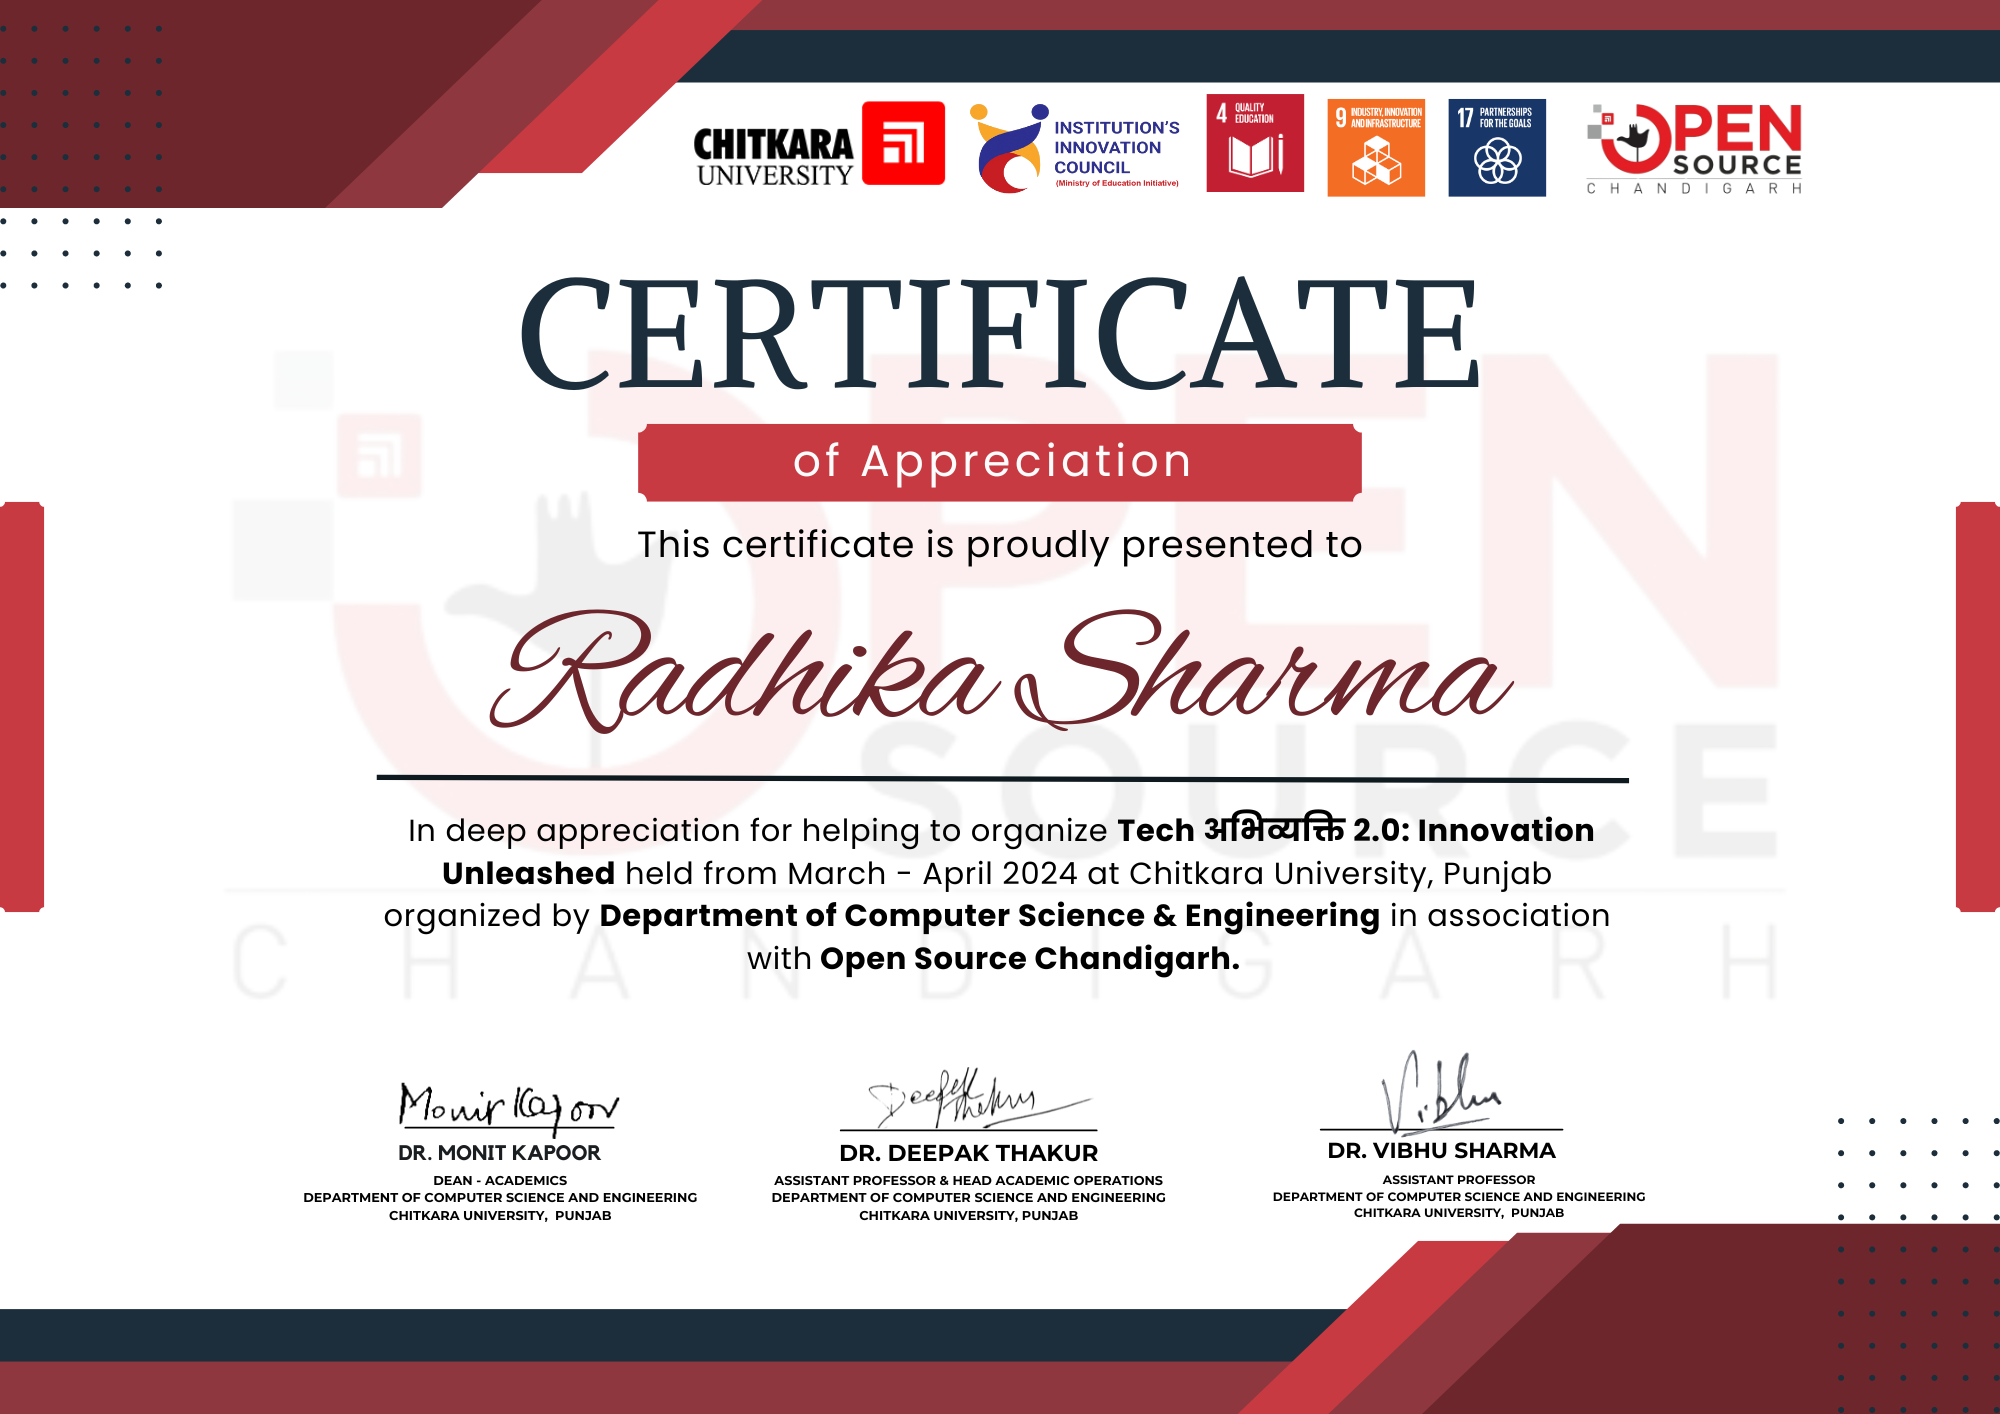 CHITKARA
UNIVERSITY
INSTITUTION'S
INNOVATION
COUNCIL
(Ministry of Education Initiative)
4 QUALITY
EDUCATION
9 INDUSTRY, INNOVATION
AND INFRASTRUCTURE
17 PARTNERSHIPS
FOR THE GOALS
OPEN
SOURCE
CHANDIGARH
CERTIFICATE
of Appreciation
This certificate is proudly presented to
Radhika Sharma
In deep appreciation for helping to organize Tech अभिव्यक्ति 2.0: Innovation
Unleashed held from March - April 2024 at Chitkara University, Punjab
organized by Department of Computer Science & Engineering in association
with Open Source Chandigarh.
OPEN
SOURCE
CHANDIGARH
Monit Kapoor
DR. MONIT KAPOOR
DEAN - ACADEMICS
DEPARTMENT OF COMPUTER SCIENCE AND ENGINEERING
CHITKARA UNIVERSITY, PUNJAB
Deepak
Thakur
DR. DEEPAK THAKUR
ASSISTANT PROFESSOR & HEAD ACADEMIC OPERATIONS
DEPARTMENT OF COMPUTER SCIENCE AND ENGINEERING
CHITKARA UNIVERSITY, PUNJAB
Vibhu
DR. VIBHU SHARMA
ASSISTANT PROFESSOR
DEPARTMENT OF COMPUTER SCIENCE AND ENGINEERING
CHITKARA UNIVERSITY, PUNJAB